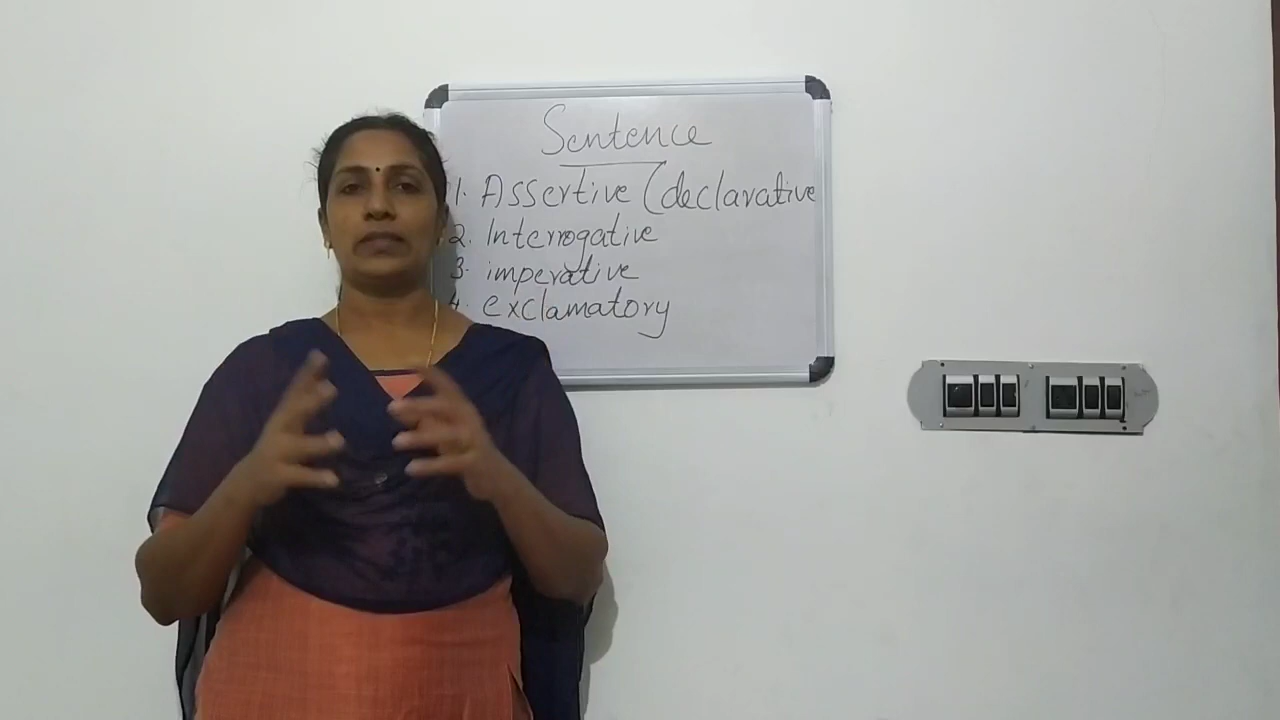 Sentence
1. Assertive (declarative
2. Interrogative
3. imperative
4. exclamatory